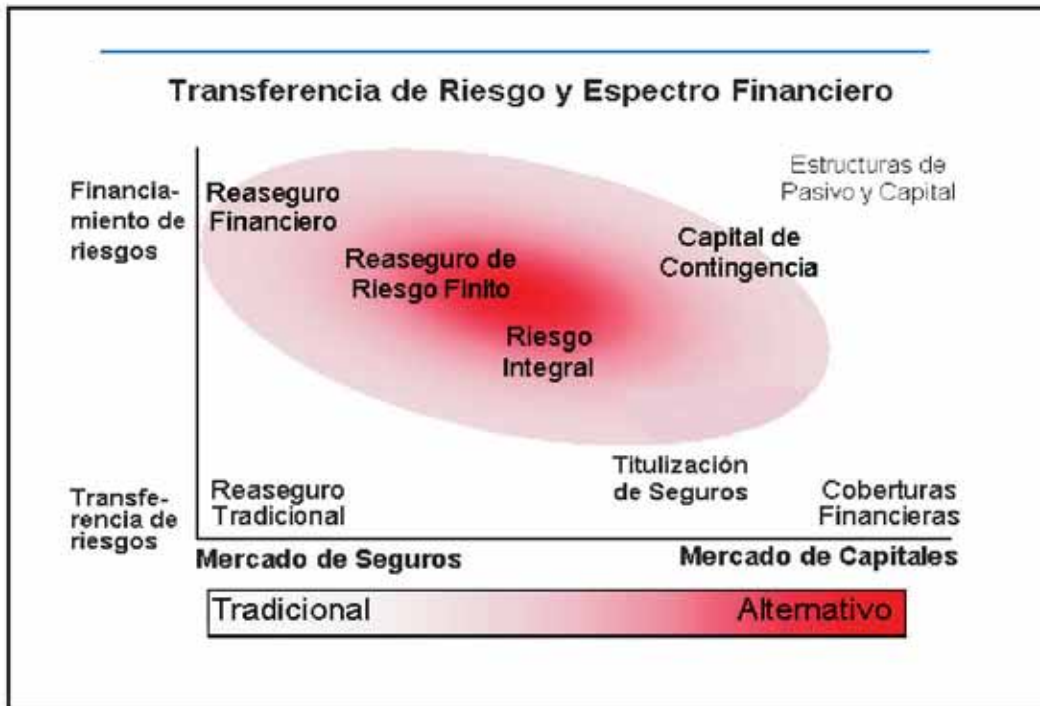 Transferencia de Riesgo y Espectro Financiero
Estructuras de
Pasivo y Capital
Financia-
miento de
riesgos
Reaseguro
Financiero
Capital de
Contingencia
Reaseguro de
Riesgo Finito
Riesgo
Integral
Titulización
de Seguros
Transfe-
rencia de
riesgos
Reaseguro
Tradicional
Coberturas
Financieras
Mercado de Seguros
Mercado de Capitales
Tradicional
Alternativo